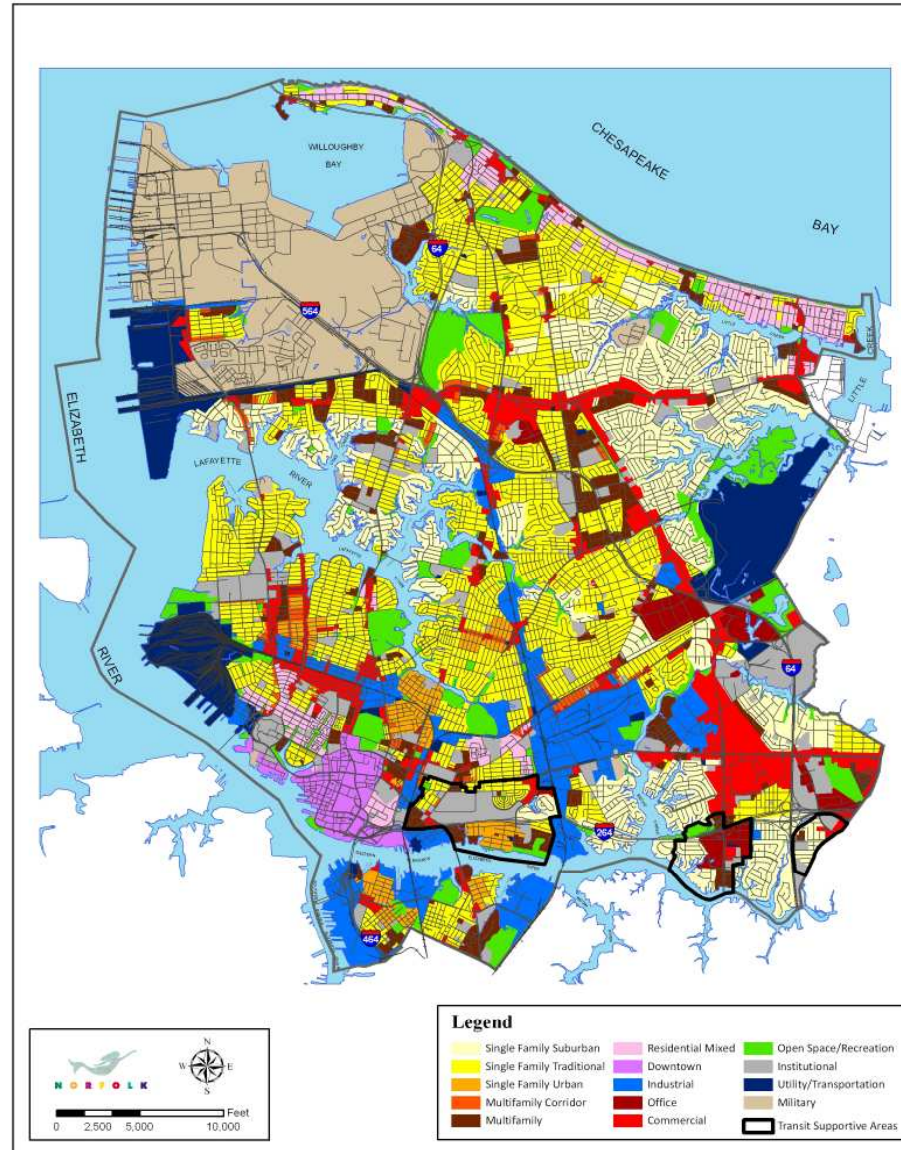 CHESAPEAKE
BAY
WILLOUGHBY
BAY
64
564
ELIZABETH
RIVER
LAFAYETTE
RIVER
LITTLE
CREEK
64
264
464
Legend
Single Family Suburban
Single Family Traditional
Single Family Urban
Multifamily Corridor
Multifamily
Residential Mixed
Downtown
Industrial
Office
Commercial
Open Space/Recreation
Institutional
Utility/Transportation
Military
Transit Supportive Areas
NORFOLK
N
W E
S
Feet
0 2,500 5,000 10,000